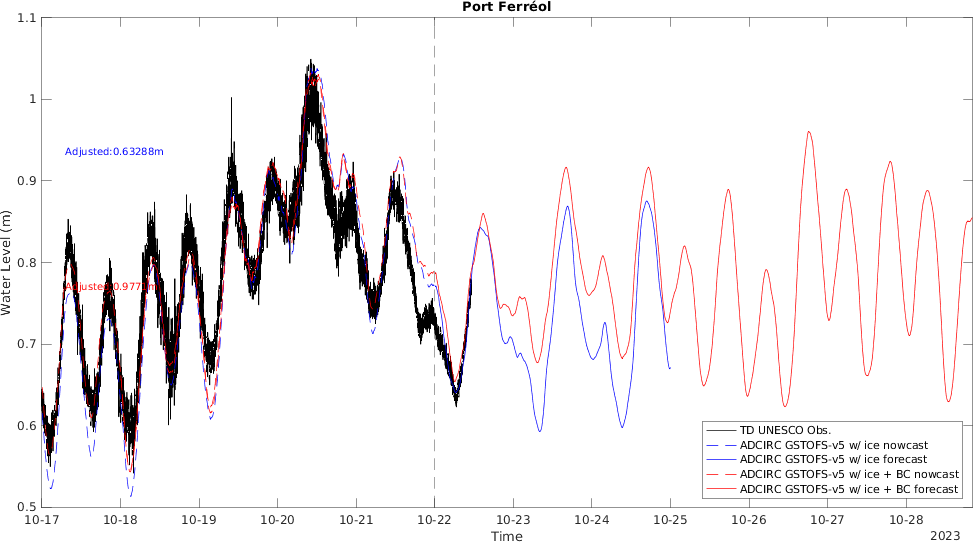 Port Ferréol
1.1
1
0.9
0.8
0.7
0.6
0.5
Water Level (m)
Adjusted:0.63288m
TD UNESCO Obs.
ADCIRC GSTOFS-v5 w/ ice nowcast
ADCIRC GSTOFS-v5 w/ ice forecast
ADCIRC GSTOFS-v5 w/ ice + BC nowcast
ADCIRC GSTOFS-v5 w/ ice + BC forecast
10-17 10-18 10-19 10-20 10-21 10-22 10-23 10-24 10-25 10-26 10-27 10-28
Time
2023